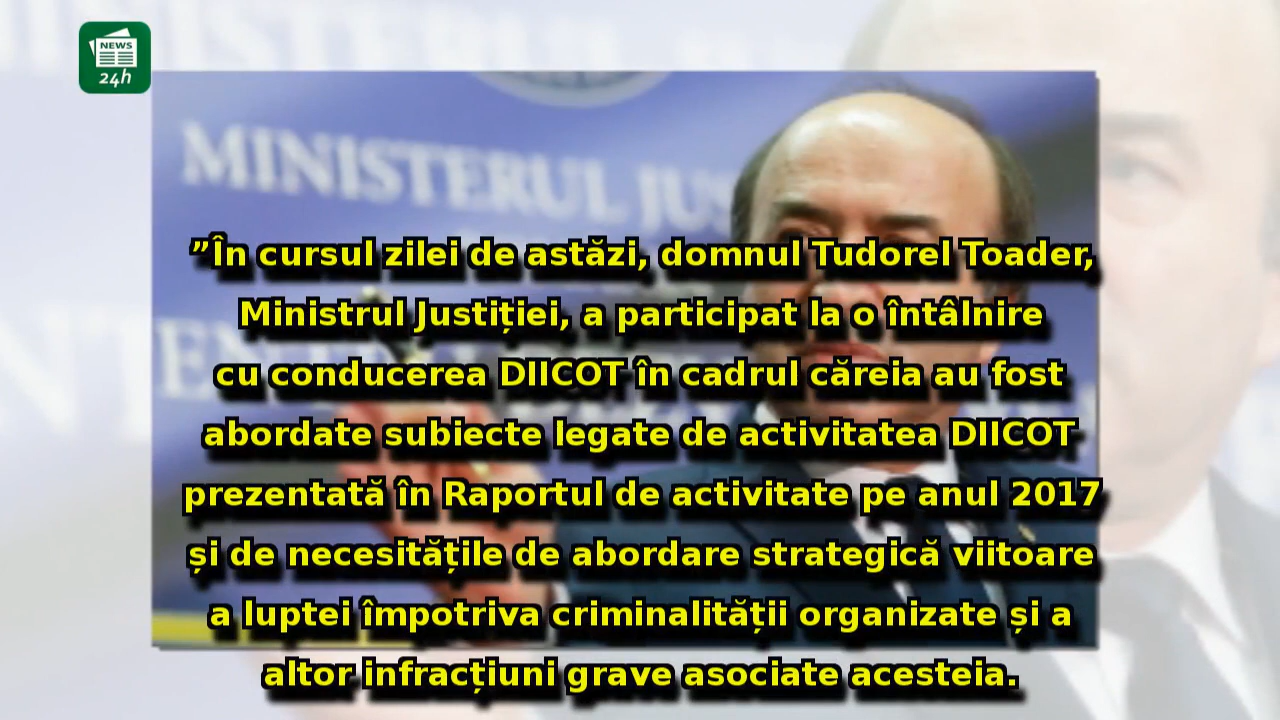 NEWS
24h
MINISTERUL JUS
”În cursul zilei de astăzi, domnul Tudorel Toader,
Ministrul Justiției, a participat la o întâlnire
cu conducerea DIICOT în cadrul căreia au fost
abordate subiecte legate de activitatea DIICOT
prezentată în Raportul de activitate pe anul 2017
și de necesitățile de abordare strategică viitoare
a luptei împotriva criminalității organizate și a
altor infracțiuni grave asociate acesteia.